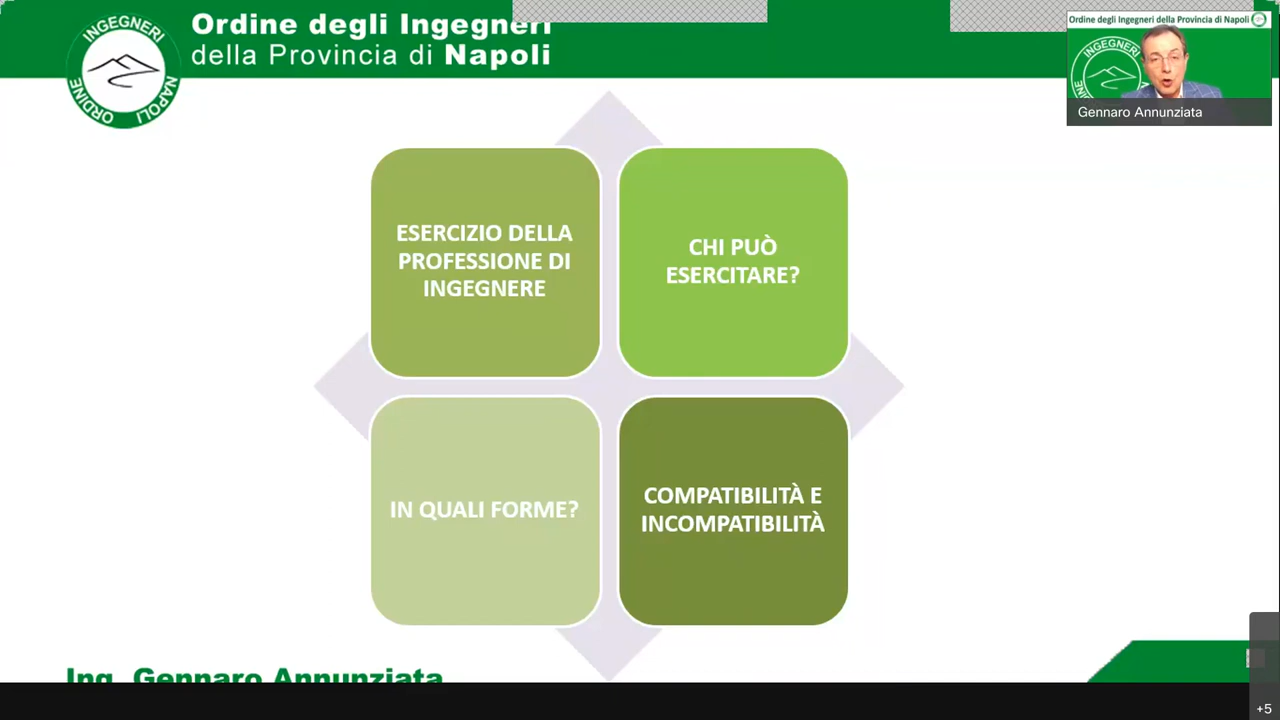 Ordine degli Ingegneri
della Provincia di Napoli
INGEGNERI
NAPOLI
ORDINE
Ordine degli Ingegneri della Provincia di Napoli
INGEGNERI
Gennaro Annunziata
ESERCIZIO DELLA
PROFESSIONE DI
INGEGNERE
CHI PUÒ
ESERCITARE?
IN QUALI FORME?
COMPATIBILITÀ E
INCOMPATIBILITÀ
Ing. Gennaro Annunziata
+5